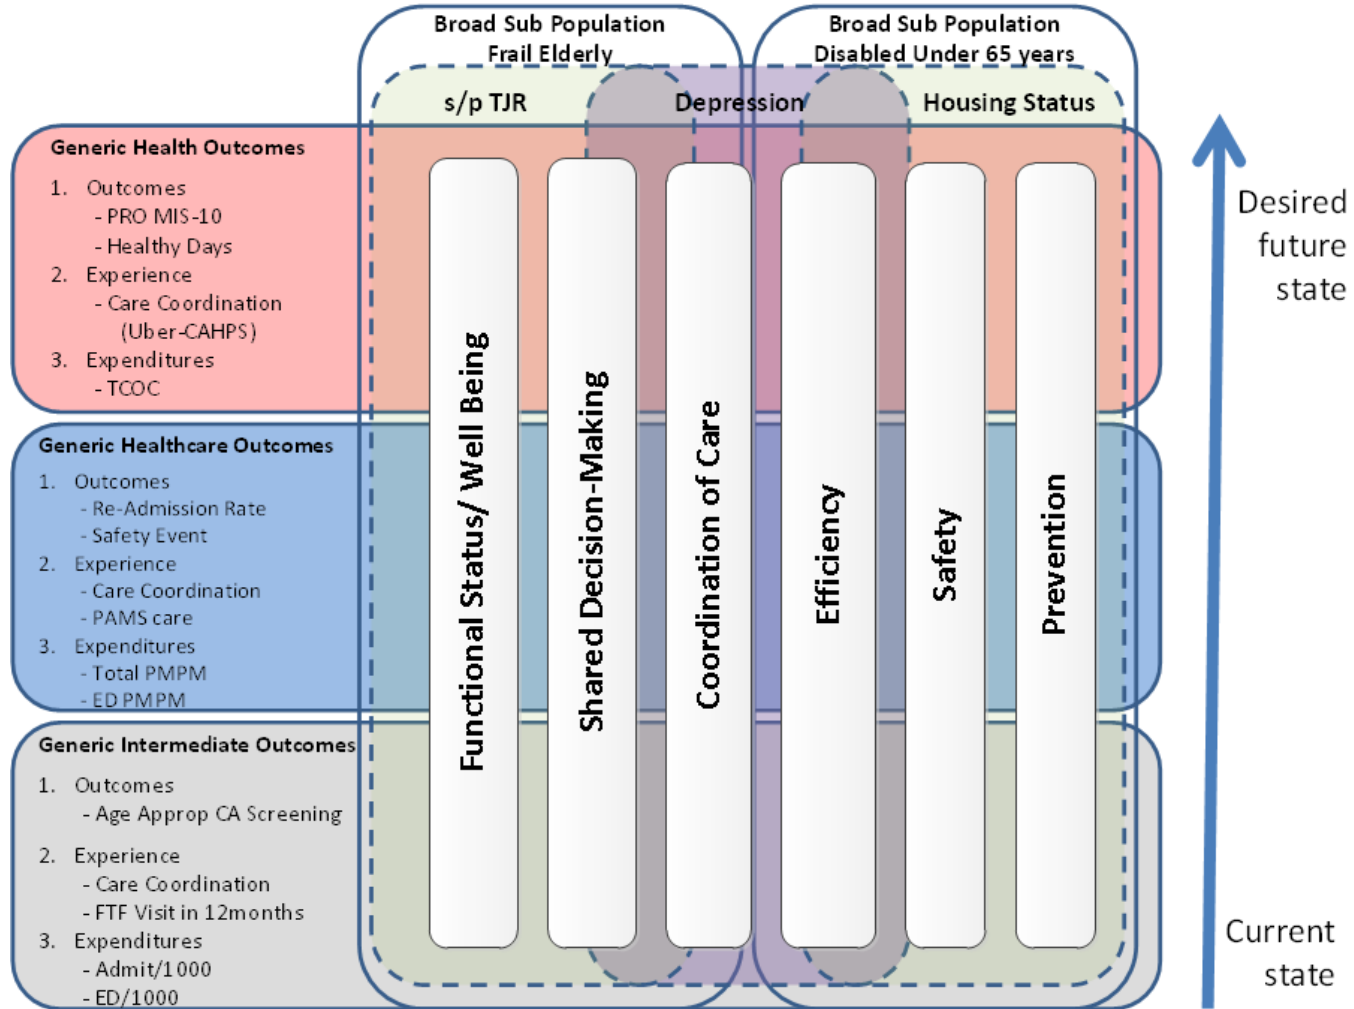 Broad Sub Population
Frail Elderly
Broad Sub Population
Disabled Under 65 years
s/p TJR
Depression
Housing Status
Generic Health Outcomes
1. Outcomes
- PRO MIS-10
- Healthy Days
2. Experience
- Care Coordination
(Uber-CAHPS)
3. Expenditures
- TCOC
Generic Healthcare Outcomes
1. Outcomes
- Re-Admission Rate
- Safety Event
2. Experience
- Care Coordination
- PAMS care
3. Expenditures
- Total PMPM
- ED PMPM
Generic Intermediate Outcomes
1. Outcomes
- Age Approp CA Screening
2. Experience
- Care Coordination
- FTF Visit in 12months
3. Expenditures
- Admit/1000
- ED/1000
Functional Status/ Well Being
Shared Decision-Making
Coordination of Care
Efficiency
Safety
Prevention
Desired
future
state
Current
state